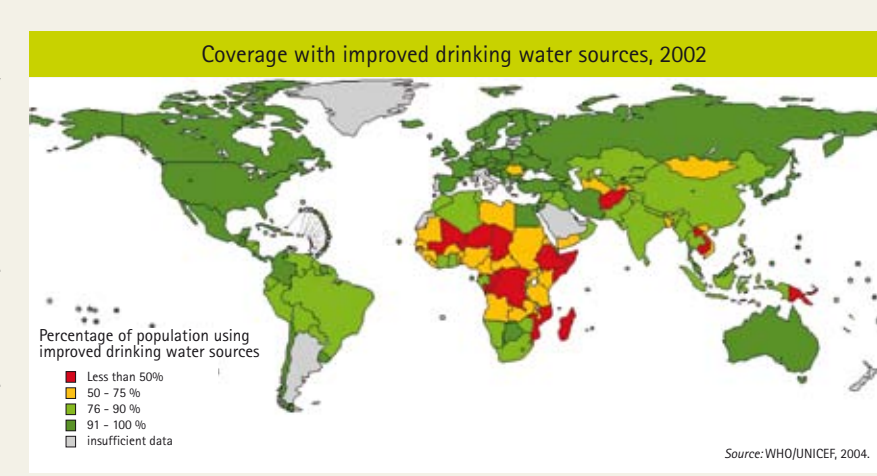 Coverage with improved drinking water sources, 2002
Percentage of population using
improved drinking water sources
Less than 50%
50 - 75 %
76 - 90 %
91 - 100 %
insufficient data
Source: WHO/UNICEF, 2004.